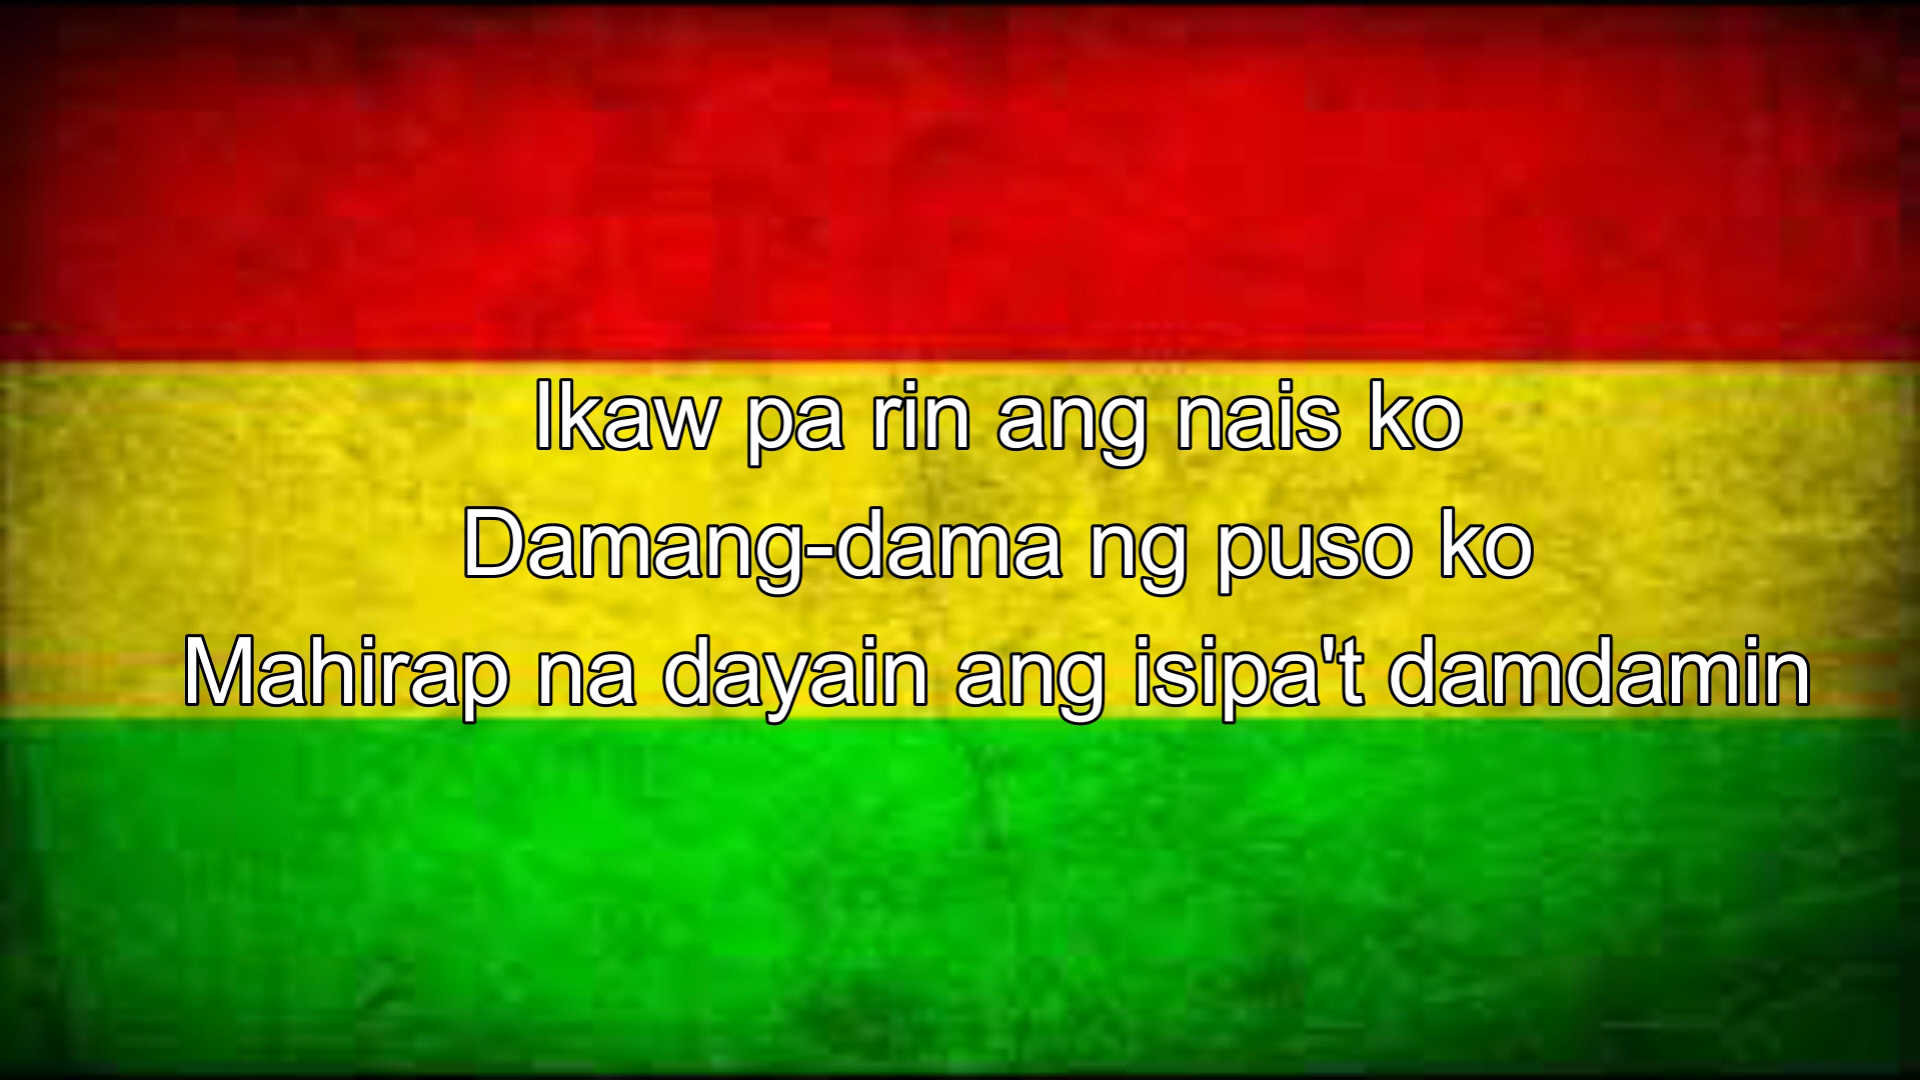 Ikaw pa rin ang nais ko
Damang-dama ng puso ko
Mahirap na dayain ang isipa't damdamin